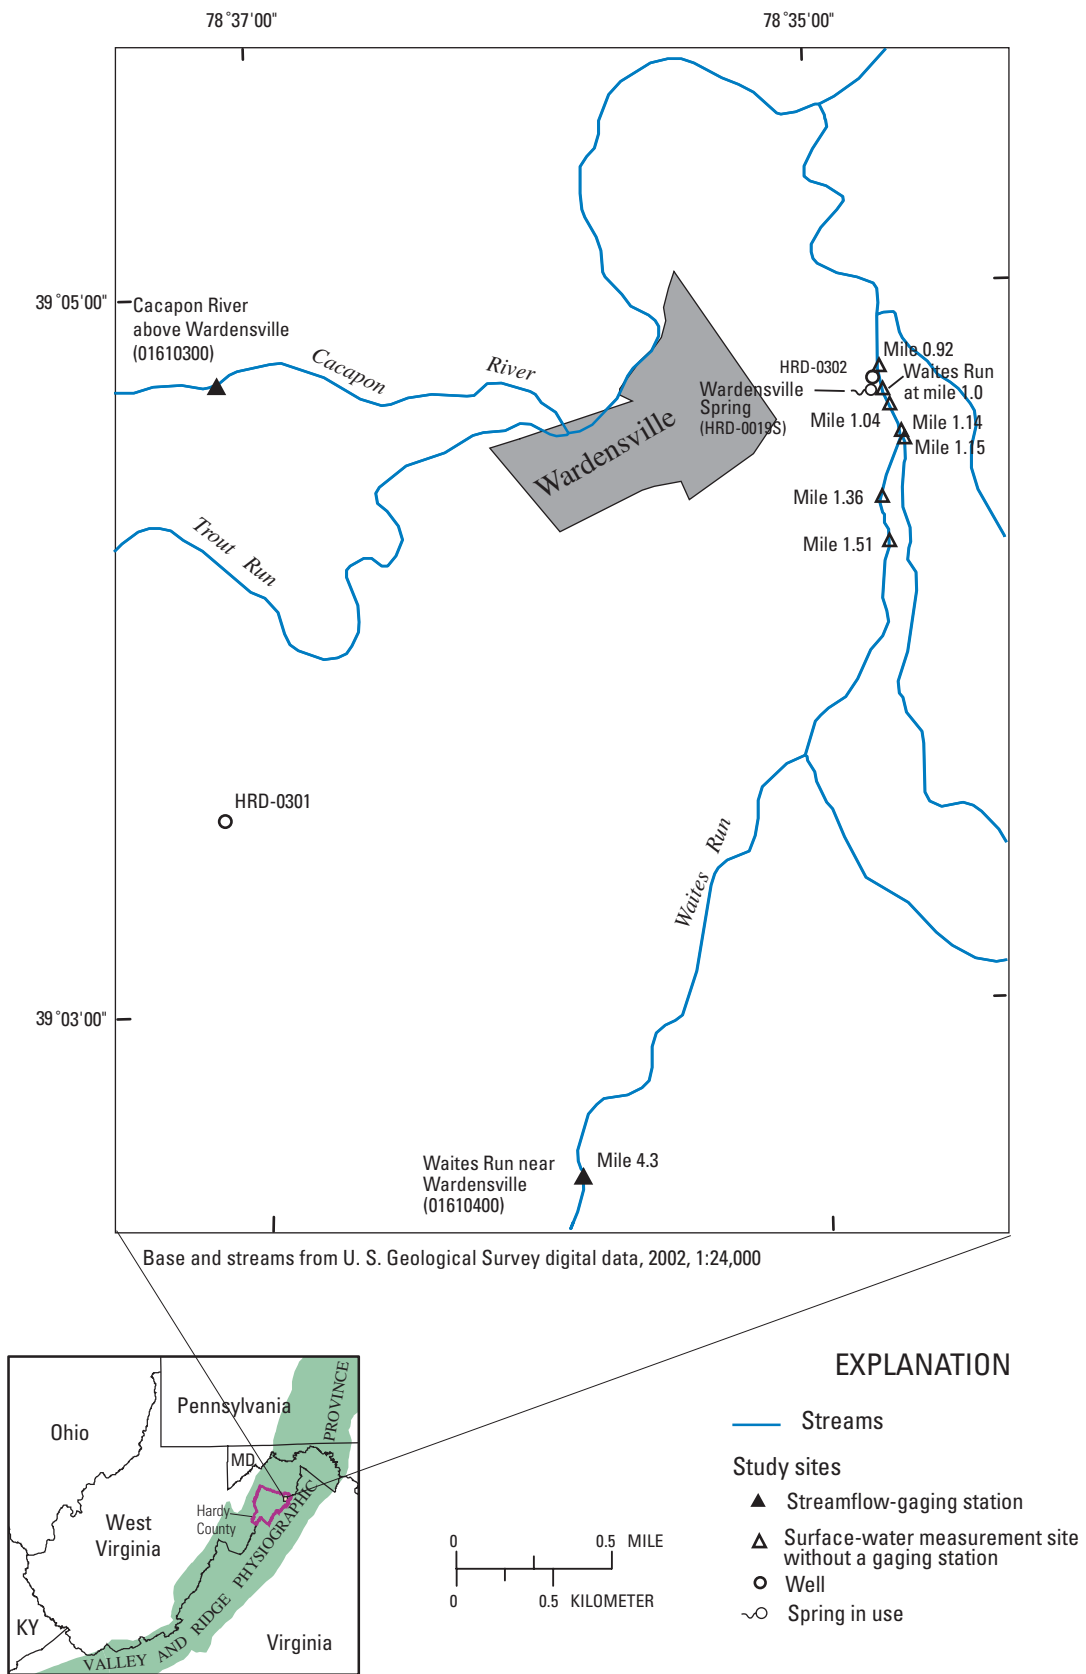 78°37'00"
78°35'00"
39°05'00"
Cacapon River
above Wardensville
(01610300)
Cacapon
River
Mile 0.92
HRD-0302
Waites Run
at mile 1.0
Wardensville
Spring
(HRD-0019S)
Mile 1.04
Mile 1.14
Mile 1.15
Wardensville
Mile 1.36
Mile 1.51
Trout Run
HRD-0301
Waites Run
39°03'00"
Waites Run near
Wardensville
(01610400)
Mile 4.3
Base and streams from U. S. Geological Survey digital data, 2002, 1:24,000
Ohio
Pennsylvania
MD
Hardy
County
West
Virginia
KY
Virginia
VALLEY AND RIDGE PHYSIOGRAPHIC PROVINCE
0
0.5 MILE
0
0.5 KILOMETER
EXPLANATION
Streams
Study sites
Streamflow-gaging station
Surface-water measurement site
without a gaging station
Well
Spring in use